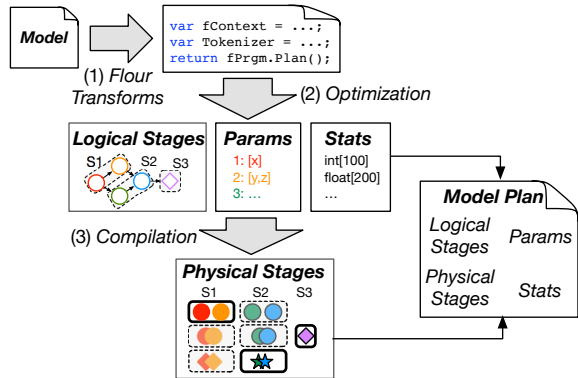 Model
var fContext = ...;
var Tokenizer = ...;
return fPrgm.Plan();
(1) Flour
Transforms
(2) Optimization
Logical Stages
S1 S2 S3
Params
1: [x]
2: [y,z]
3: ...
Stats
int[100]
float[200]
...
Model Plan
Logical
Stages
Params
Physical
Stages
Stats
(3) Compilation
Physical Stages
S1 S2 S3